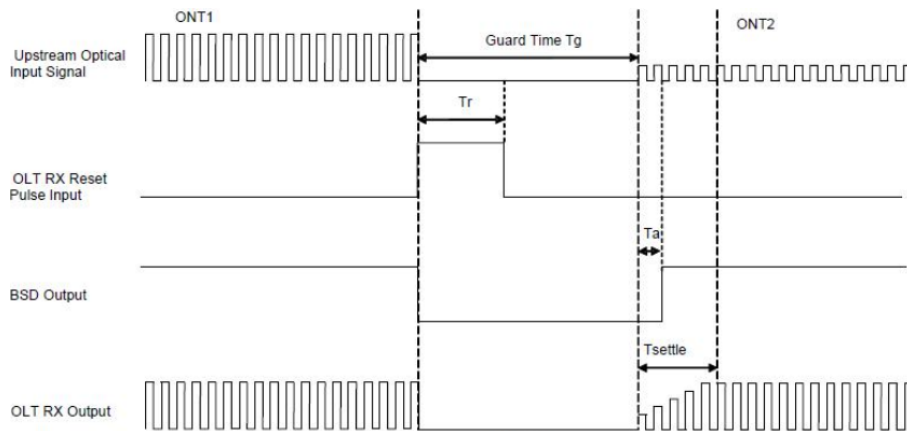 ONT1
ONT2
Guard Time Tg
Upstream Optical
Input Signal
Tr
OLT RX Reset
Pulse Input
Ta
BSD Output
Tsettle
OLT RX Output